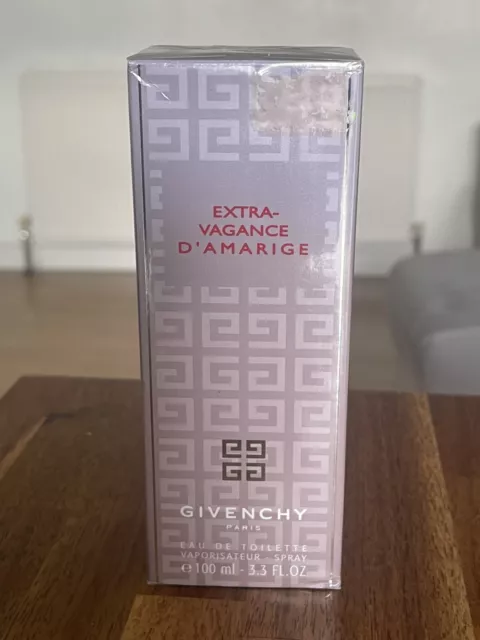 EXTRA-
VAGANCE
D'AMARIGE
GIVENCHY
PARIS
EAU DE TOILETTE
VAPORISATEUR - SPRAY
℮ 100 ml - 3.3 FL.OZ